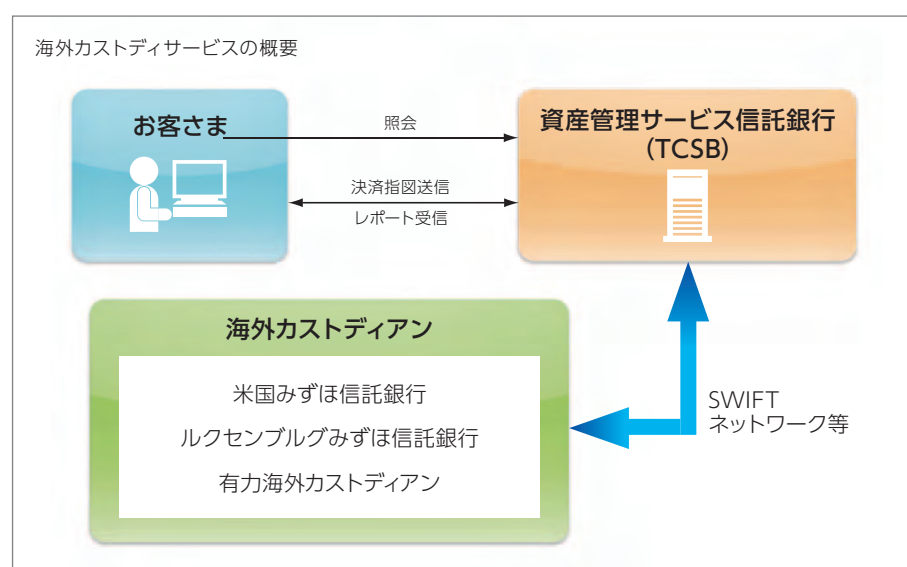 海外カストディサービスの概要
お客さま
照会
決済指図送信
レポート受信
資産管理サービス信託銀行
(TCSB)
海外カストディアン
米国みずほ信託銀行
ルクセンブルグみずほ信託銀行
有力海外カストディアン
SWIFT
ネットワーク等